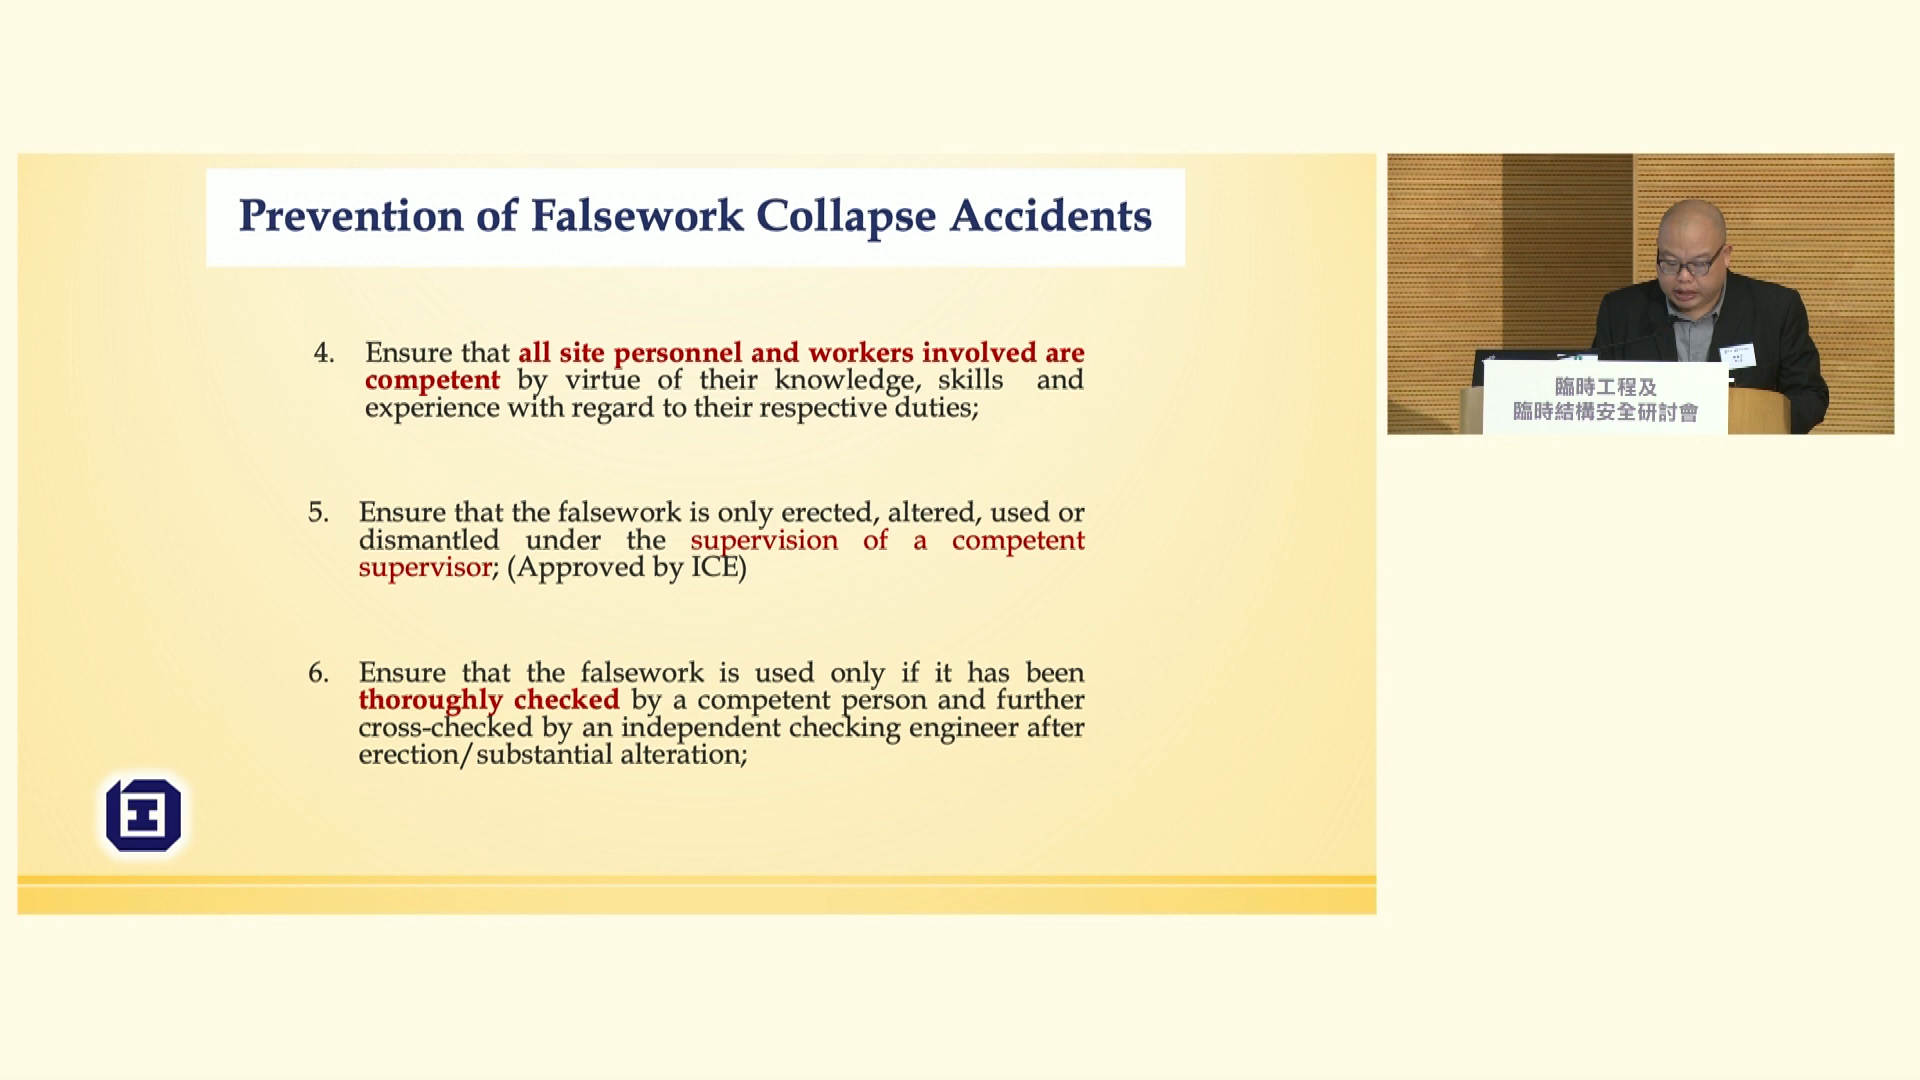 Prevention of Falsework Collapse Accidents
4. Ensure that all site personnel and workers involved are
competent by virtue of their knowledge, skills and
experience with regard to their respective duties;
5. Ensure that the falsework is only erected, altered, used or
dismantled under the supervision of a competent
supervisor; (Approved by ICE)
6. Ensure that the falsework is used only if it has been
thoroughly checked by a competent person and further
cross-checked by an independent checking engineer after
erection/substantial alteration;
臨時工程及
臨時結構安全研討會